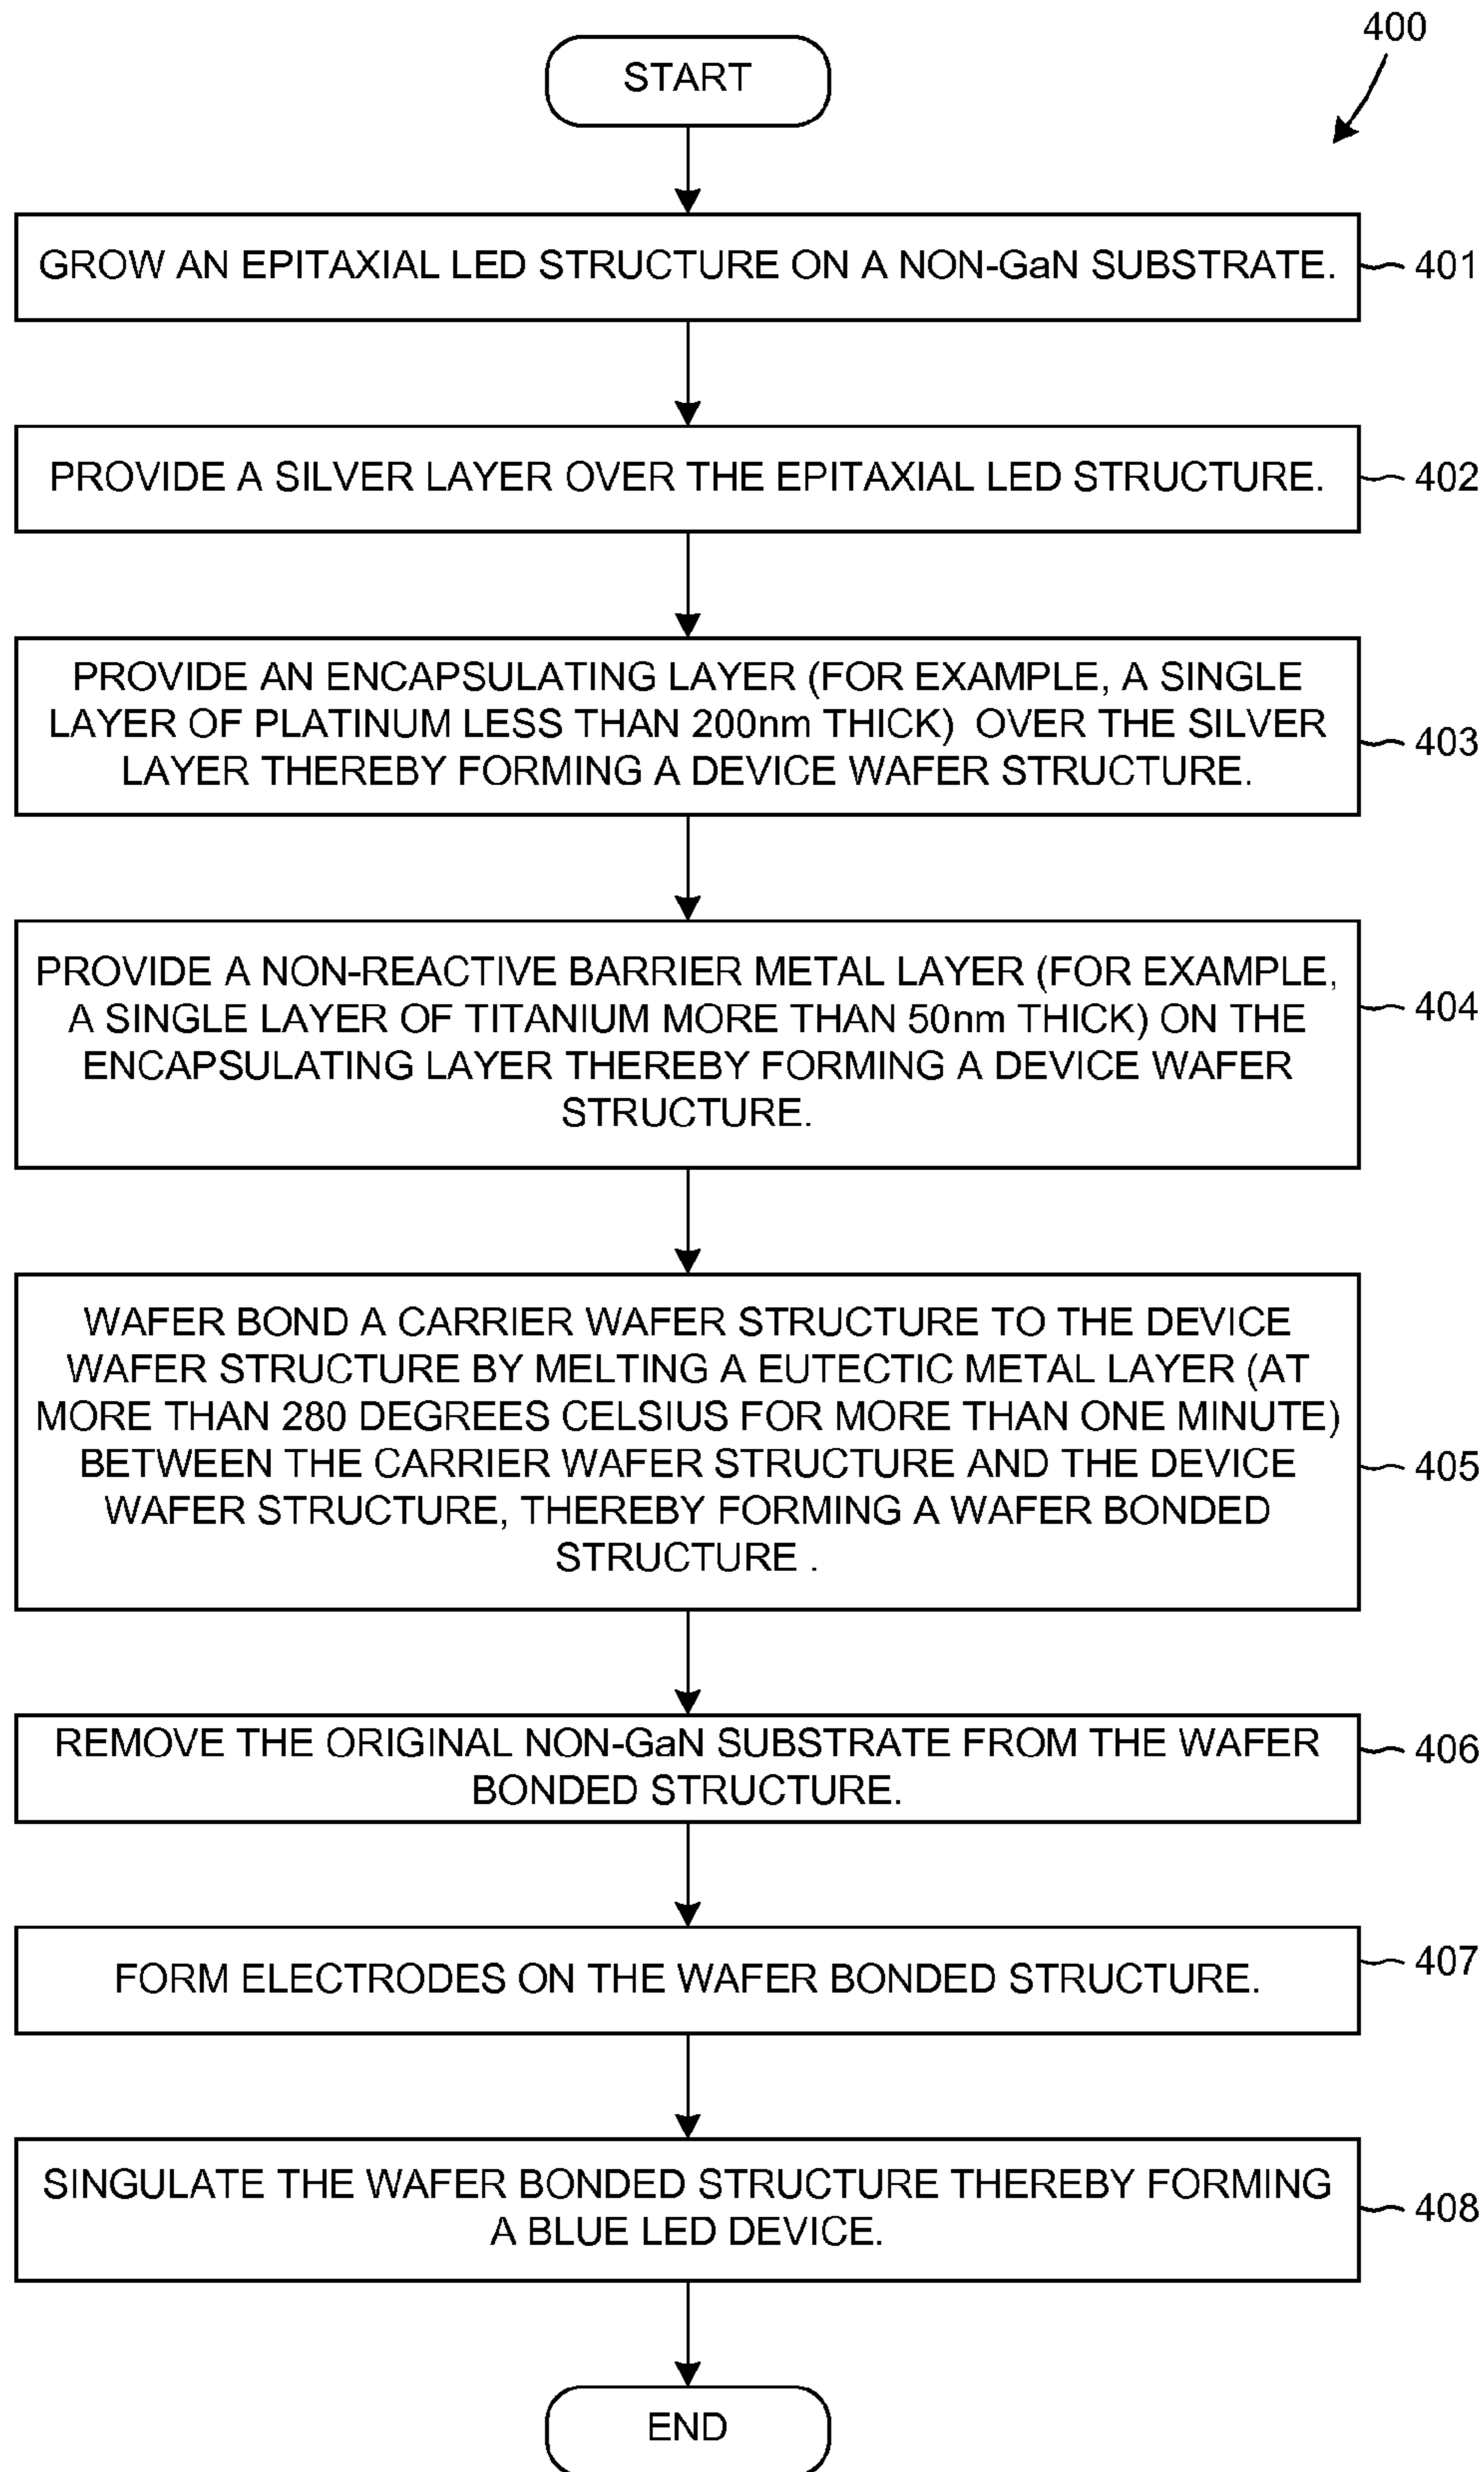 400
START
GROW AN EPITAXIAL LED STRUCTURE ON A NON-GaN SUBSTRATE.
401
PROVIDE A SILVER LAYER OVER THE EPITAXIAL LED STRUCTURE.
402
PROVIDE AN ENCAPSULATING LAYER (FOR EXAMPLE, A SINGLE
LAYER OF PLATINUM LESS THAN 200nm THICK) OVER THE SILVER
LAYER THEREBY FORMING A DEVICE WAFER STRUCTURE.
403
PROVIDE A NON-REACTIVE BARRIER METAL LAYER (FOR EXAMPLE,
A SINGLE LAYER OF TITANIUM MORE THAN 50nm THICK) ON THE
ENCAPSULATING LAYER THEREBY FORMING A DEVICE WAFER
STRUCTURE.
404
WAFER BOND A CARRIER WAFER STRUCTURE TO THE DEVICE
WAFER STRUCTURE BY MELTING A EUTECTIC METAL LAYER (AT
MORE THAN 280 DEGREES CELSIUS FOR MORE THAN ONE MINUTE)
BETWEEN THE CARRIER WAFER STRUCTURE AND THE DEVICE
WAFER STRUCTURE, THEREBY FORMING A WAFER BONDED
STRUCTURE .
405
REMOVE THE ORIGINAL NON-GaN SUBSTRATE FROM THE WAFER
BONDED STRUCTURE.
406
FORM ELECTRODES ON THE WAFER BONDED STRUCTURE.
407
SINGULATE THE WAFER BONDED STRUCTURE THEREBY FORMING
A BLUE LED DEVICE.
408
END